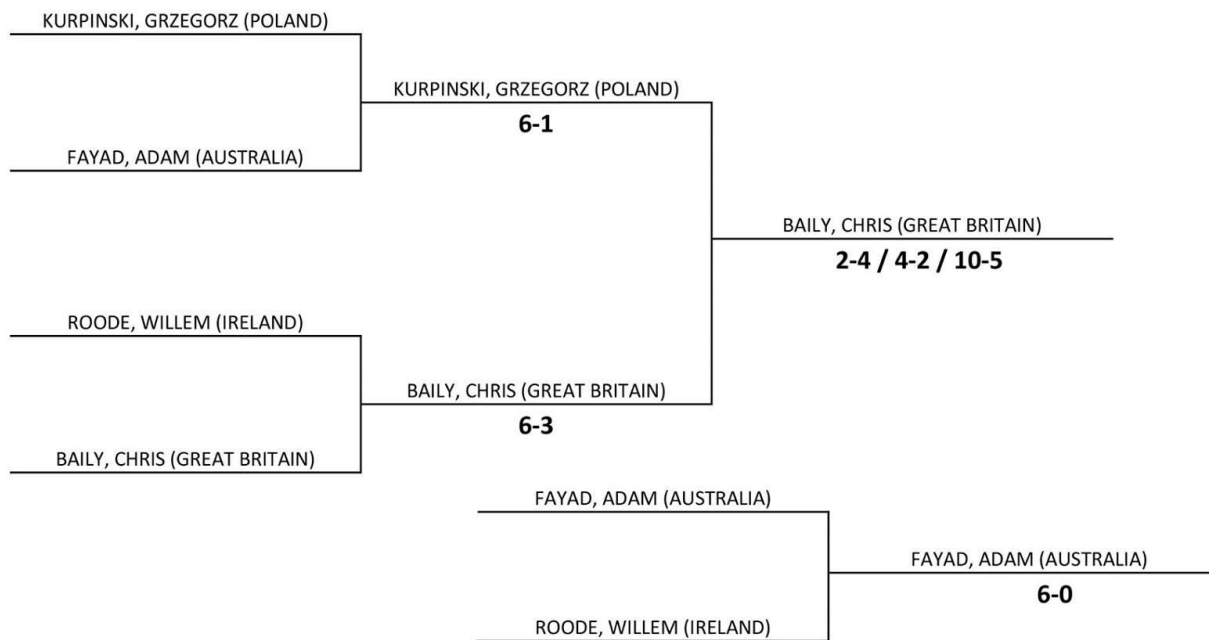 KURPINSKI, GRZEGORZ (POLAND)
KURPINSKI, GRZEGORZ (POLAND)
6-1
FAYAD, ADAM (AUSTRALIA)
BAILY, CHRIS (GREAT BRITAIN)
2-4 / 4-2 / 10-5
ROODE, WILLEM (IRELAND)
BAILY, CHRIS (GREAT BRITAIN)
6-3
BAILY, CHRIS (GREAT BRITAIN)
FAYAD, ADAM (AUSTRALIA)
FAYAD, ADAM (AUSTRALIA)
6-0
ROODE, WILLEM (IRELAND)